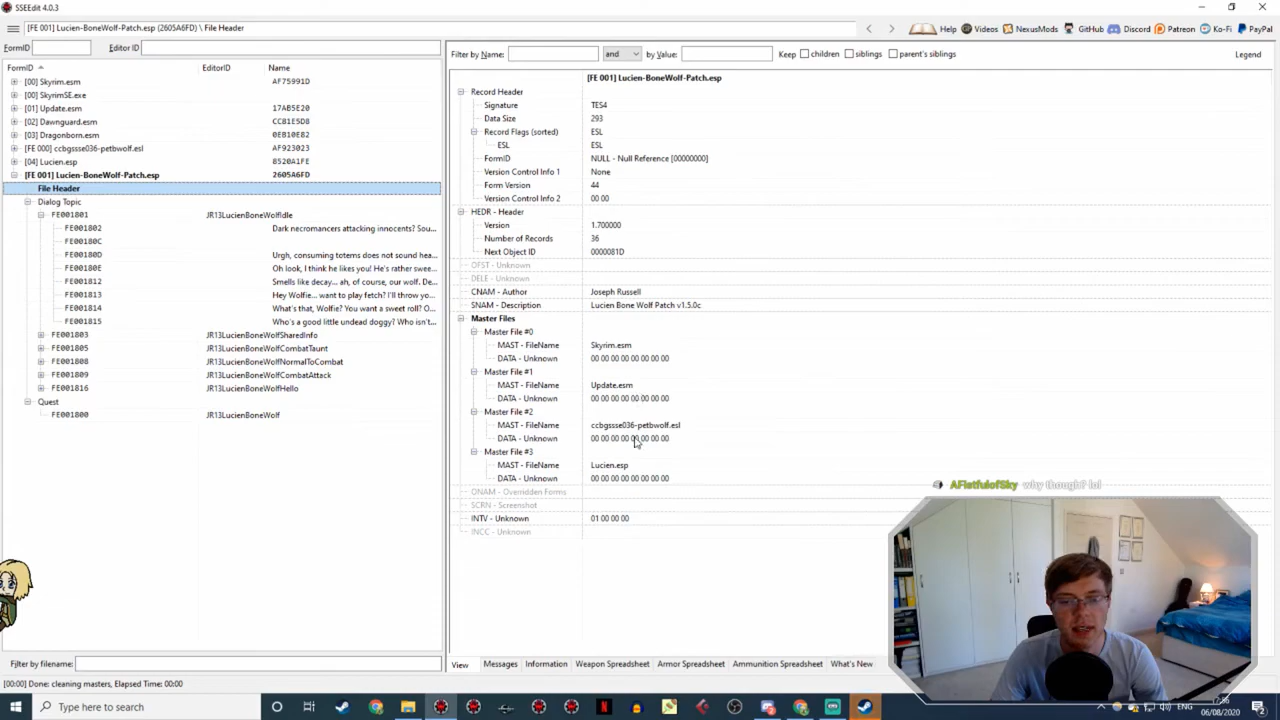 SSEEdit 4.0.3
[FE 001] Lucien-BoneWolf-Patch.esp (2605A6FD) \ File Header
Help Videos NexusMods GitHub Discord Patreon Ko-Fi PayPal
FormID Editor ID
Filter by Name: and by Value: Keep children siblings parent's siblings Legend
FormID EditorID Name
[00] Skyrim.esm AF75991D
[00] SkyrimSE.exe
[01] Update.esm 17AB5E20
[02] Dawnguard.esm CC81E5D8
[03] Dragonborn.esm 0EB10E82
[FE 000] ccbgssse036-petbwolf.esl AF923023
[04] Lucien.esp 8520A1FE
[FE 001] Lucien-BoneWolf-Patch.esp 2605A6FD
File Header
Dialog Topic
FE001801 JR13LucienBoneWolfIdle
FE001802 Dark necromancers attacking innocents? Sou...
FE00180C
FE00180D Urgh, consuming totems does not sound hea...
FE00180E Oh look, I think he likes you! He's rather swee...
FE001812 Smells like decay... ah, of course, our wolf. De...
FE001813 Hey Wolfie... want to play fetch? I'll throw yo...
FE001814 What's that, Wolfie? You want a sweet roll? O...
FE001815 Who's a good little undead doggy? Who isn't...
FE001803 JR13LucienBoneWolfSharedInfo
FE001805 JR13LucienBoneWolfCombatTaunt
FE001808 JR13LucienBoneWolfNormalToCombat
FE001809 JR13LucienBoneWolfCombatAttack
FE001816 JR13LucienBoneWolfHello
Quest
FE001800 JR13LucienBoneWolf
[FE 001] Lucien-BoneWolf-Patch.esp
Record Header
Signature TES4
Data Size 293
Record Flags (sorted) ESL
ESL ESL
FormID NULL - Null Reference [00000000]
Version Control Info 1 None
Form Version 44
Version Control Info 2 00 00
HEDR - Header
Version 1.700000
Number of Records 36
Next Object ID 0000081D
OFST - Unknown
DELE - Unknown
CNAM - Author Joseph Russell
SNAM - Description Lucien Bone Wolf Patch v1.5.0c
Master Files
Master File #0
MAST - FileName Skyrim.esm
DATA - Unknown 00 00 00 00 00 00 00 00
Master File #1
MAST - FileName Update.esm
DATA - Unknown 00 00 00 00 00 00 00 00
Master File #2
MAST - FileName ccbgssse036-petbwolf.esl
DATA - Unknown 00 00 00 00 00 00 00 00
Master File #3
MAST - FileName Lucien.esp
DATA - Unknown 00 00 00 00 00 00 00 00
ONAM - Overridden Forms
SCRN - Screenshot
INTV - Unknown 01 00 00 00
INCC - Unknown
AFistfulofSky why though? lol
Filter by filename:
View Messages Information Weapon Spreadsheet Armor Spreadsheet Ammunition Spreadsheet What's New
[00:00] Done: cleaning masters, Elapsed Time: 00:00
Type here to search
ENG
06/08/2020